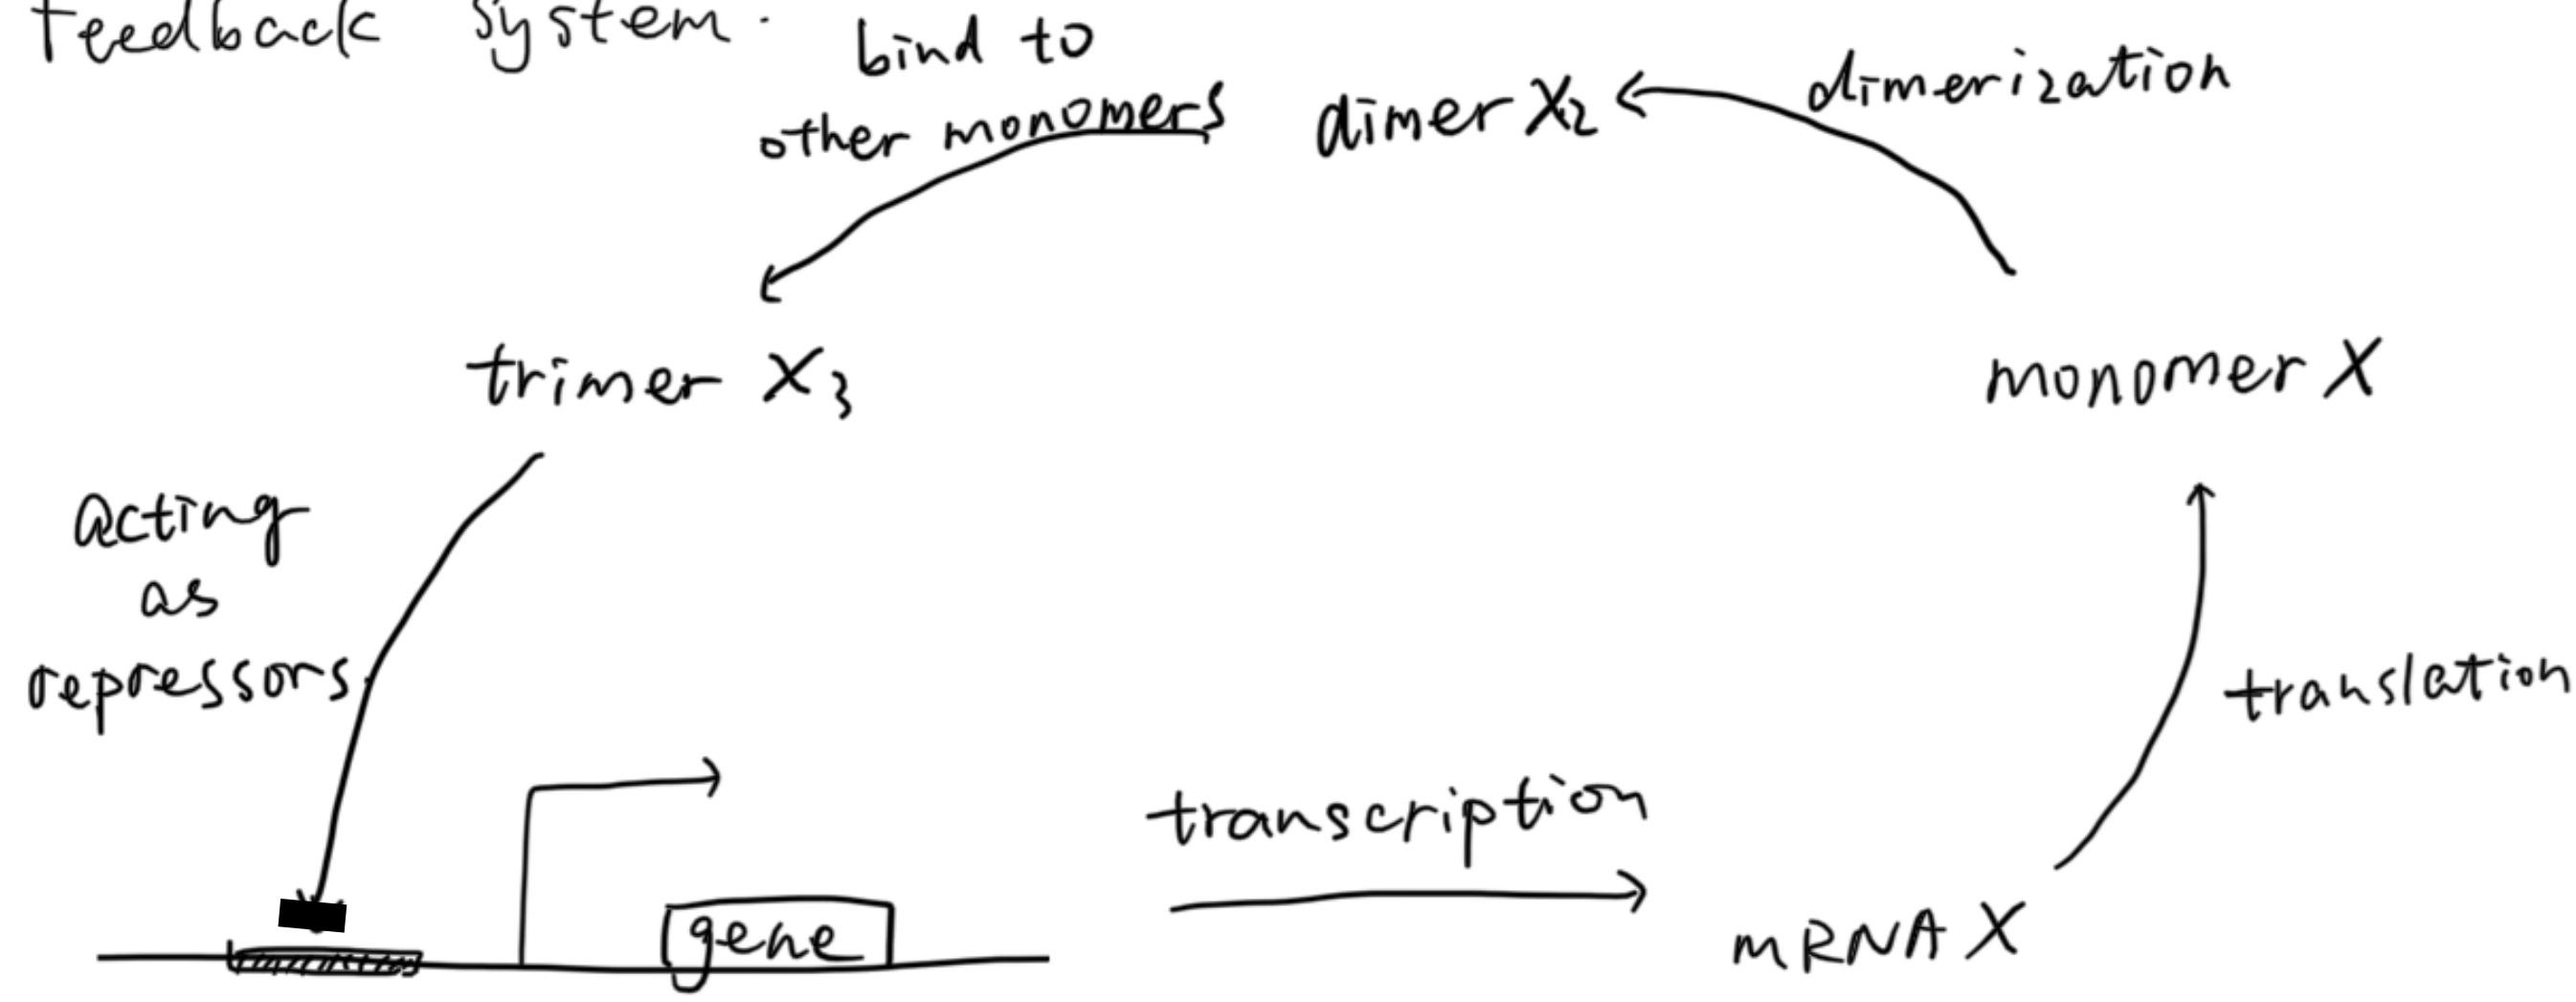 feedback system.
bind to
other monomers
dimer X₂
dimerization
trimer X₃
monomer X
acting
as
repressors
translation
transcription
gene
mRNA X